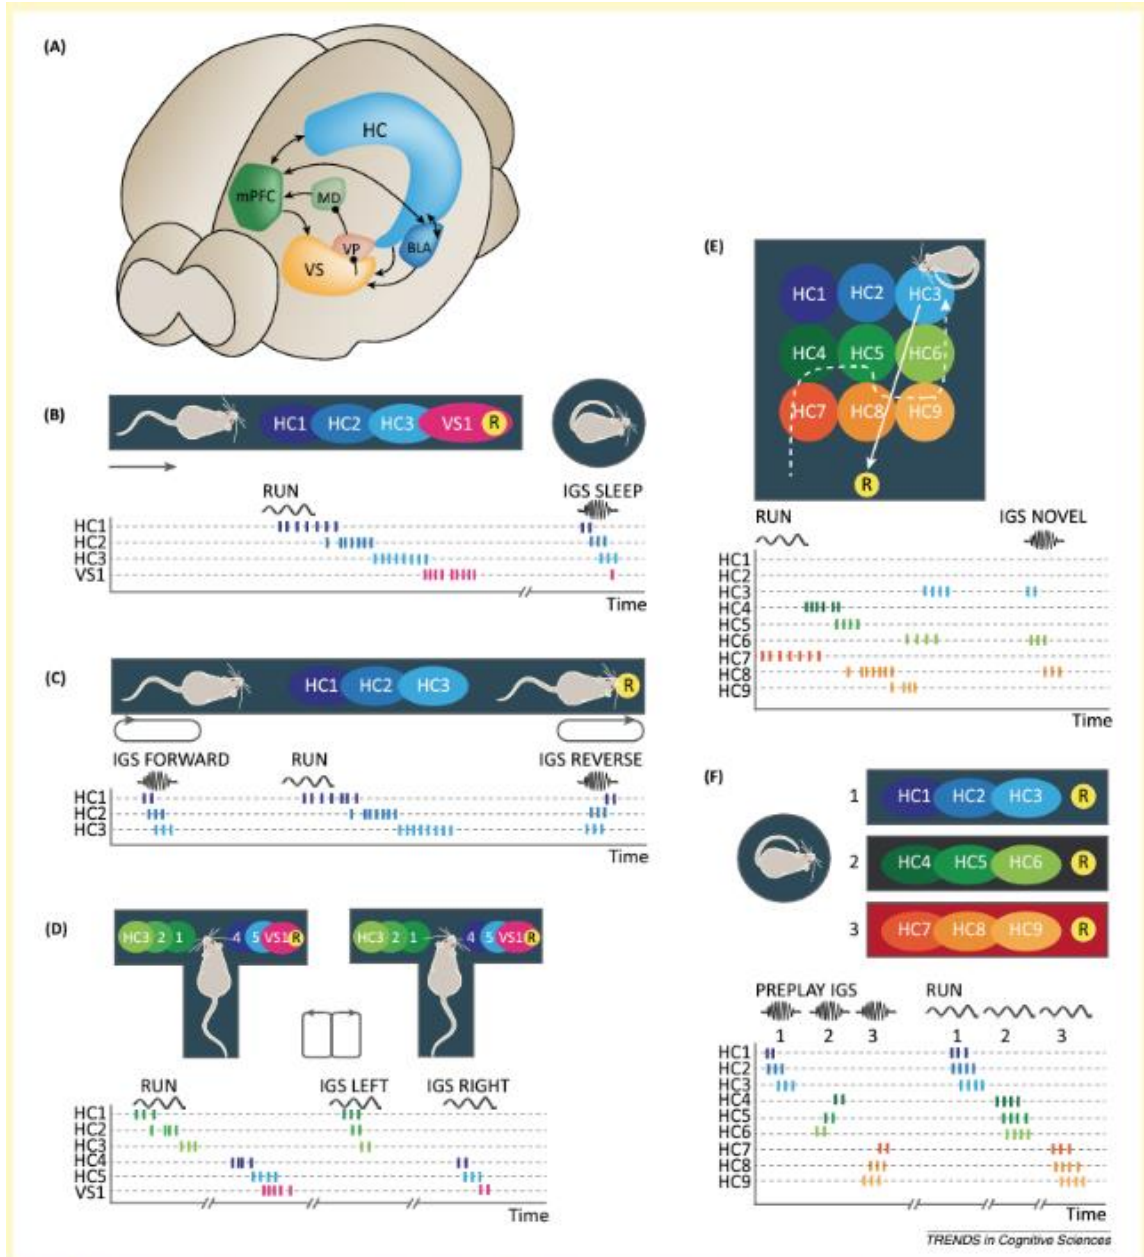 (A)
HC
mPFC
MD
VP
BLA
VS
(B)
HC1 HC2 HC3 VS1 R
RUN IGS SLEEP
HC1
HC2
HC3
VS1
Time
(C)
HC1 HC2 HC3 R
IGS FORWARD RUN IGS REVERSE
HC1
HC2
HC3
Time
(D)
HC3 2 1 4 5 VS1 R HC3 2 1 4 5 VS1 R
RUN IGS LEFT IGS RIGHT
HC1
HC2
HC3
HC4
HC5
VS1
Time
(E)
HC1 HC2 HC3
HC4 HC5 HC6
HC7 HC8 HC9
R
RUN IGS NOVEL
HC1
HC2
HC3
HC4
HC5
HC6
HC7
HC8
HC9
Time
(F)
1 HC1 HC2 HC3 R
2 HC4 HC5 HC6 R
3 HC7 HC8 HC9 R
PREPLAY IGS RUN
1 2 3 1 2 3
HC1
HC2
HC3
HC4
HC5
HC6
HC7
HC8
HC9
Time
TRENDS in Cognitive Sciences